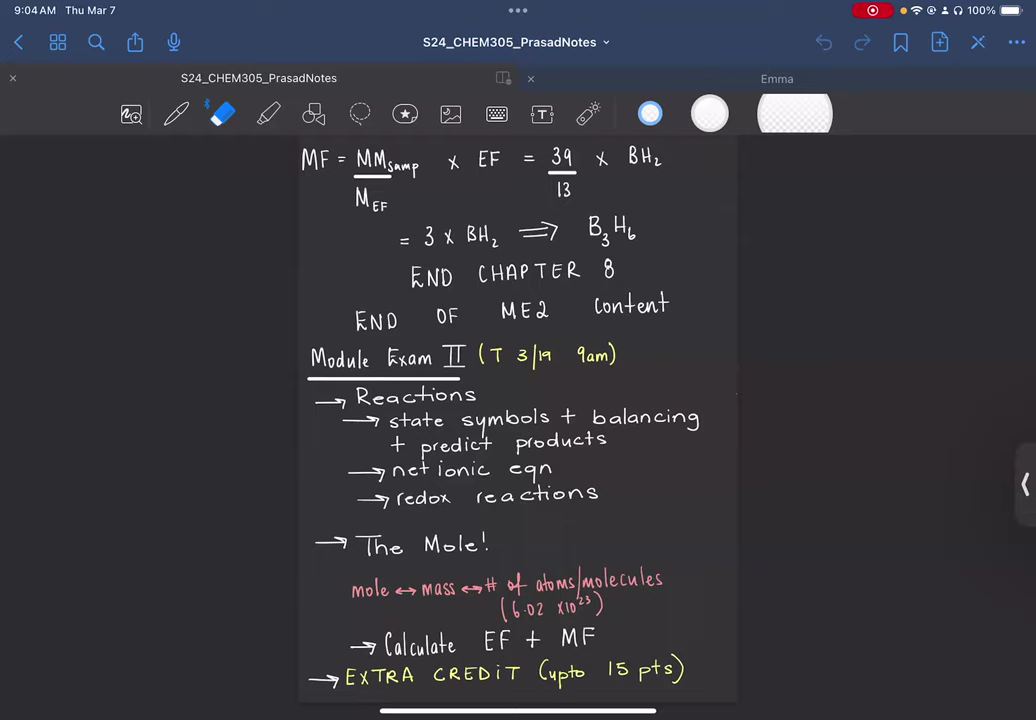 9:04 AM Thu Mar 7
100%
S24_CHEM305_PrasadNotes
S24_CHEM305_PrasadNotes
Emma
MF = MMsamp x EF = 39 x BH2
MEF 13
= 3 x BH2 ⟹ B3H6
END CHAPTER 8
END OF ME2 content
Module Exam II (T 3/19 9am)
→ Reactions
→ state symbols + balancing
+ predict products
→ net ionic eqn
→ redox reactions
→ The Mole!
mole ↔ mass ↔ # of atoms/molecules
(6.02 x10^23)
→ Calculate EF + MF
→ EXTRA CREDIT (upto 15 pts)